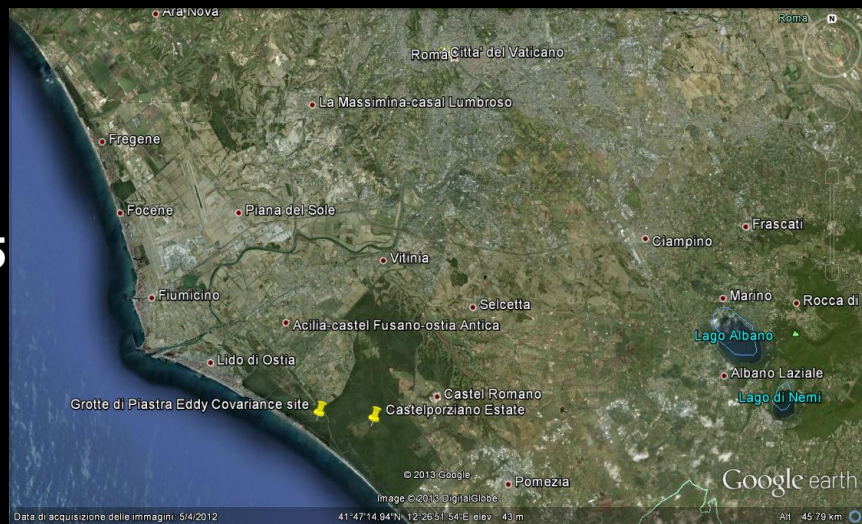 Ara Nova
Roma
N
Roma
Citta' del Vaticano
La Massimina-casal Lumbroso
Fregene
Focene
Piana del Sole
Frascati
Ciampino
Vitinia
Fiumicino
Selcetta
Marino
Rocca di
Acilia-castel Fusano-ostia Antica
Lago Albano
Lido di Ostia
Albano Laziale
Castel Romano
Lago di Nemi
Grotte di Piastra Eddy Covariance site
Castelporziano Estate
© 2013 Google
Pomezia
Google earth
Image © 2013 DigitalGlobe
Data di acquisizione delle immagini: 5/4/2012 41°47'14.94"N 12°26'51.54"E elev 43 m Alt 45.79 km